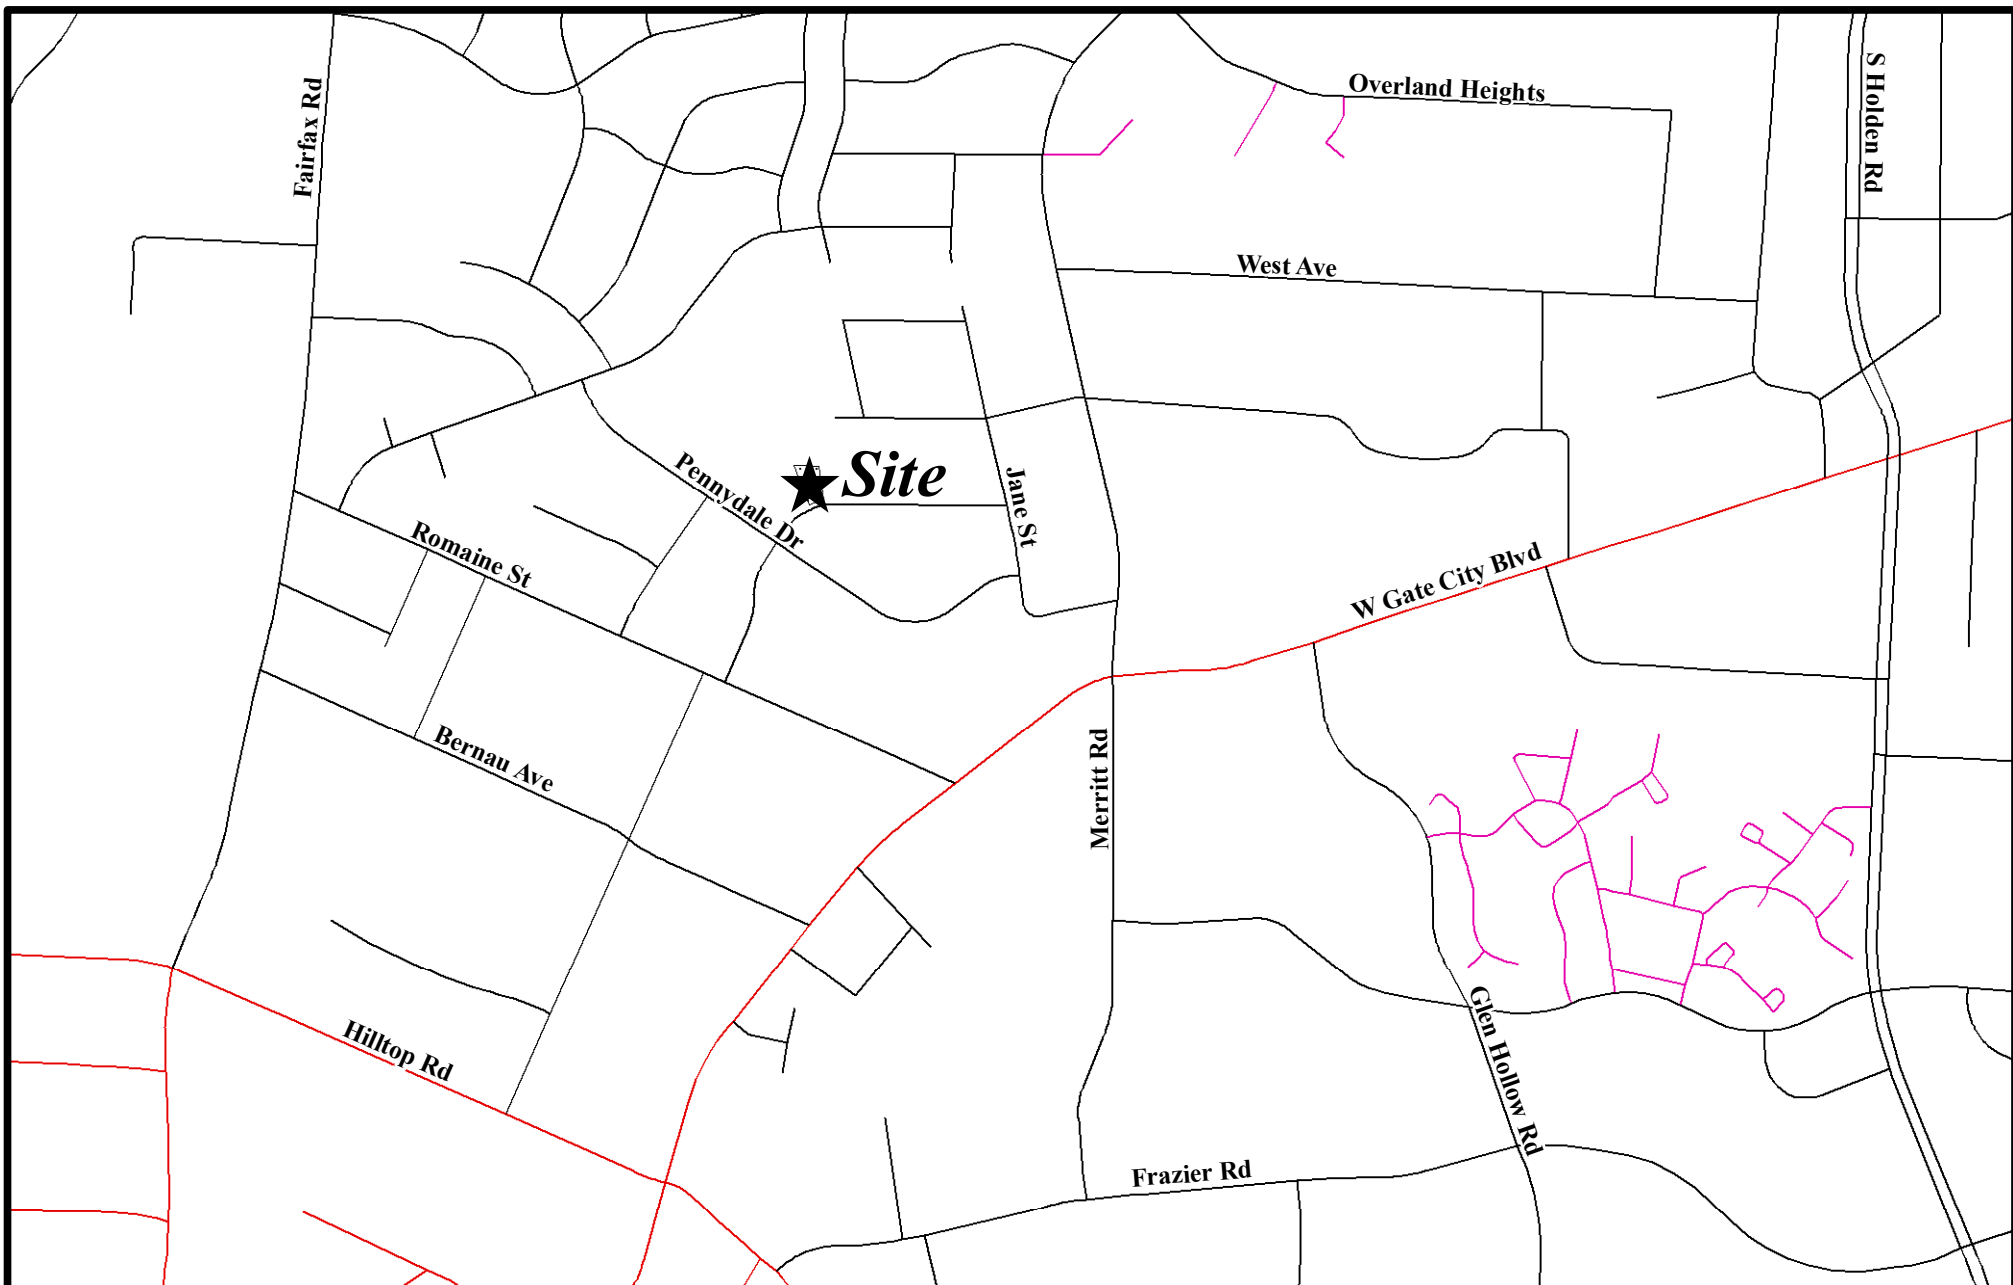 Overland Heights
S Holden Rd
Fairfax Rd
West Ave
Pennydale Dr
Site
Jane St
Romaine St
W Gate City Blvd
Bernau Ave
Merritt Rd
Glen Hollow Rd
Hilltop Rd
Frazier Rd